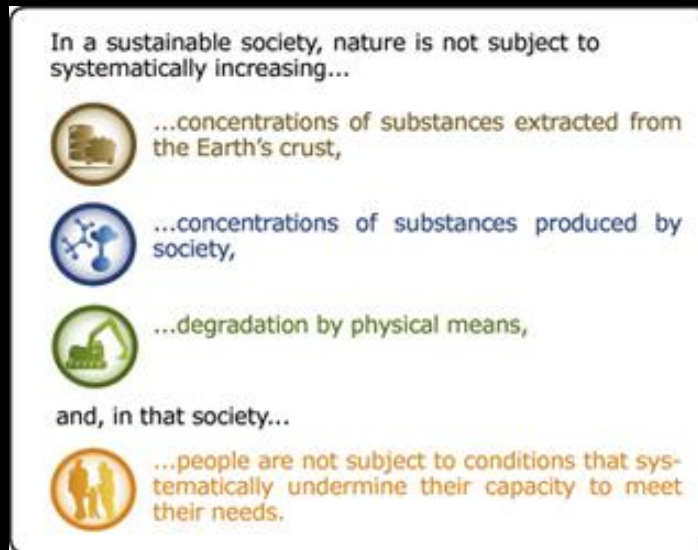 In a sustainable society, nature is not subject to
systematically increasing...
...concentrations of substances extracted from
the Earth's crust,
...concentrations of substances produced by
society,
...degradation by physical means,
and, in that society...
...people are not subject to conditions that sys-
tematically undermine their capacity to meet
their needs.